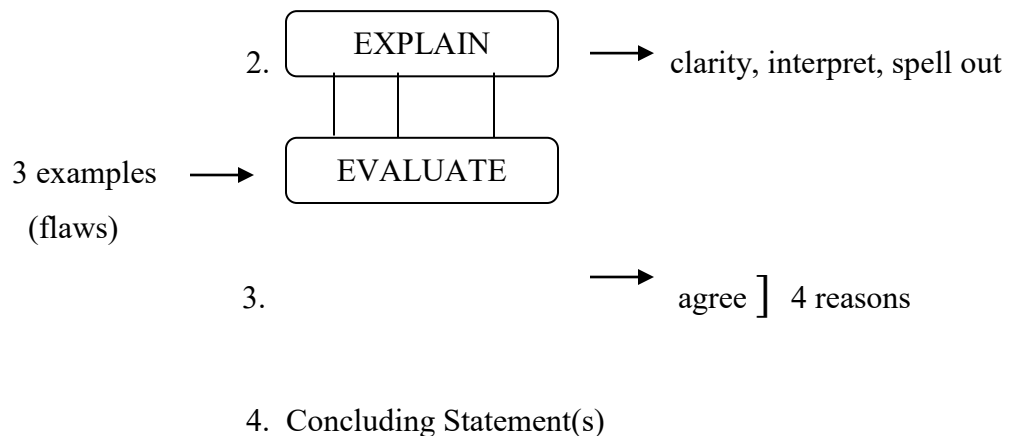 2. EXPLAIN clarity, interpret, spell out
3 examples EVALUATE
(flaws)
3. agree ] 4 reasons
4. Concluding Statement(s)